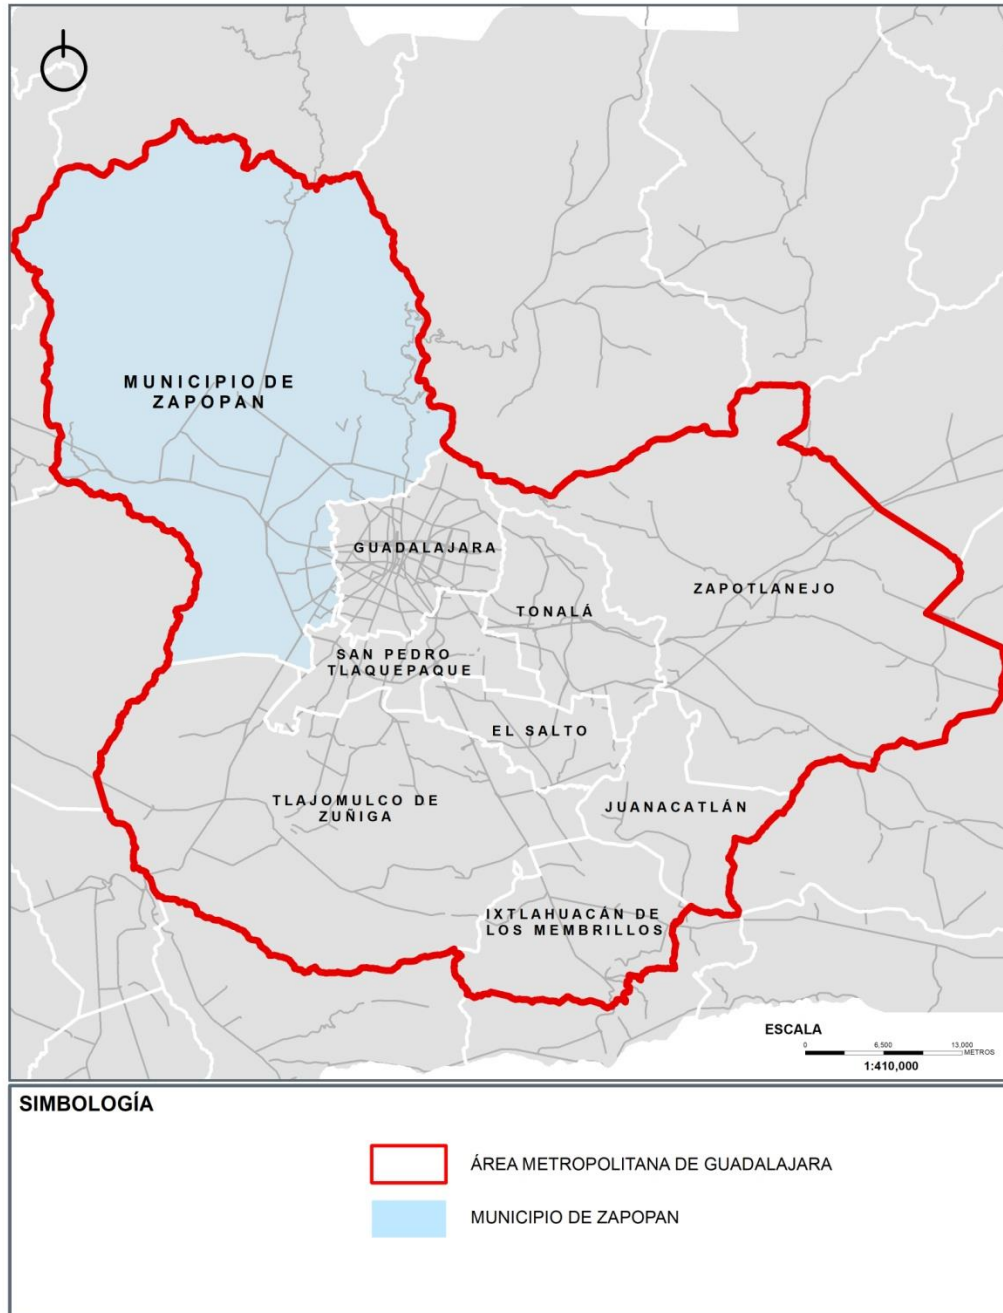 MUNICIPIO DE
ZAPOPAN
GUADALAJARA
ZAPOTLANEJO
TONALÁ
SAN PEDRO
TLAQUEPAQUE
EL SALTO
TLAJOMULCO DE
ZUÑIGA
JUANACATLÁN
IXTLAHUACÁN DE
LOS MEMBRILLOS
ESCALA
0 6,500 13,000
METROS
1:410,000
SIMBOLOGÍA
ÁREA METROPOLITANA DE GUADALAJARA
MUNICIPIO DE ZAPOPAN